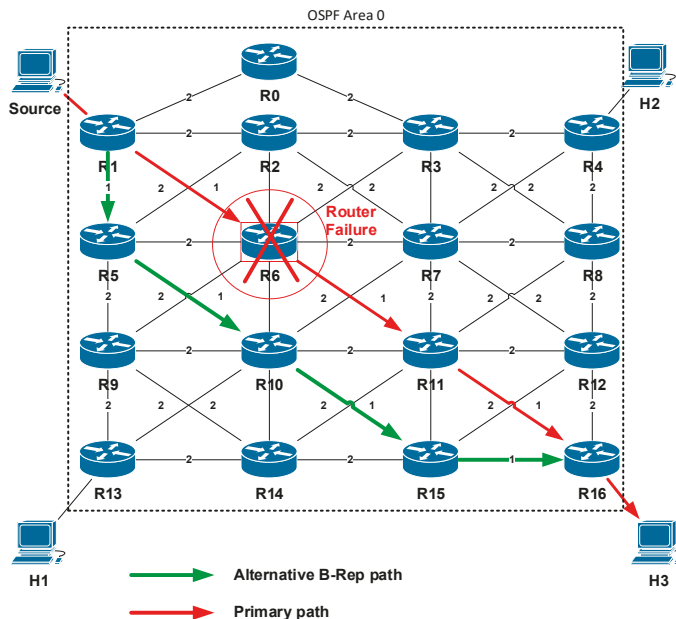 OSPF Area 0
R0
Source
H2
2 2
R1 2 R2 2 R3 2 R4
1 2 1 2 2 2 2 2
Router
Failure
R5 2 R6 2 R7 2 R8
2 2 1 2 1 2 2 2 2
R9 2 R10 2 R11 2 R12
2 2 2 2 1 2 1 2
R13 2 R14 2 R15 1 R16
H1
H3
Alternative B-Rep path
Primary path